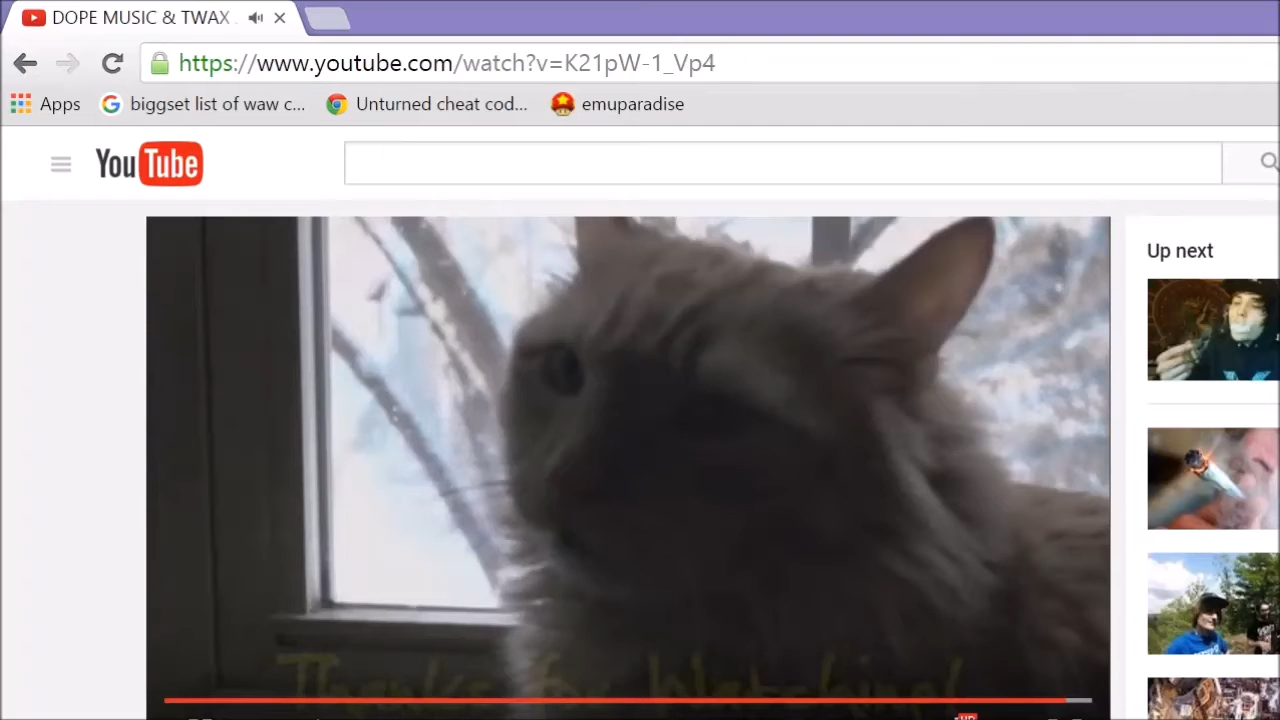 DOPE MUSIC & TWAX
https://www.youtube.com/watch?v=K21pW-1_Vp4
Apps
biggset list of waw c...
Unturned cheat cod...
emuparadise
YouTube
Up next
Thanks for Watching!
HD